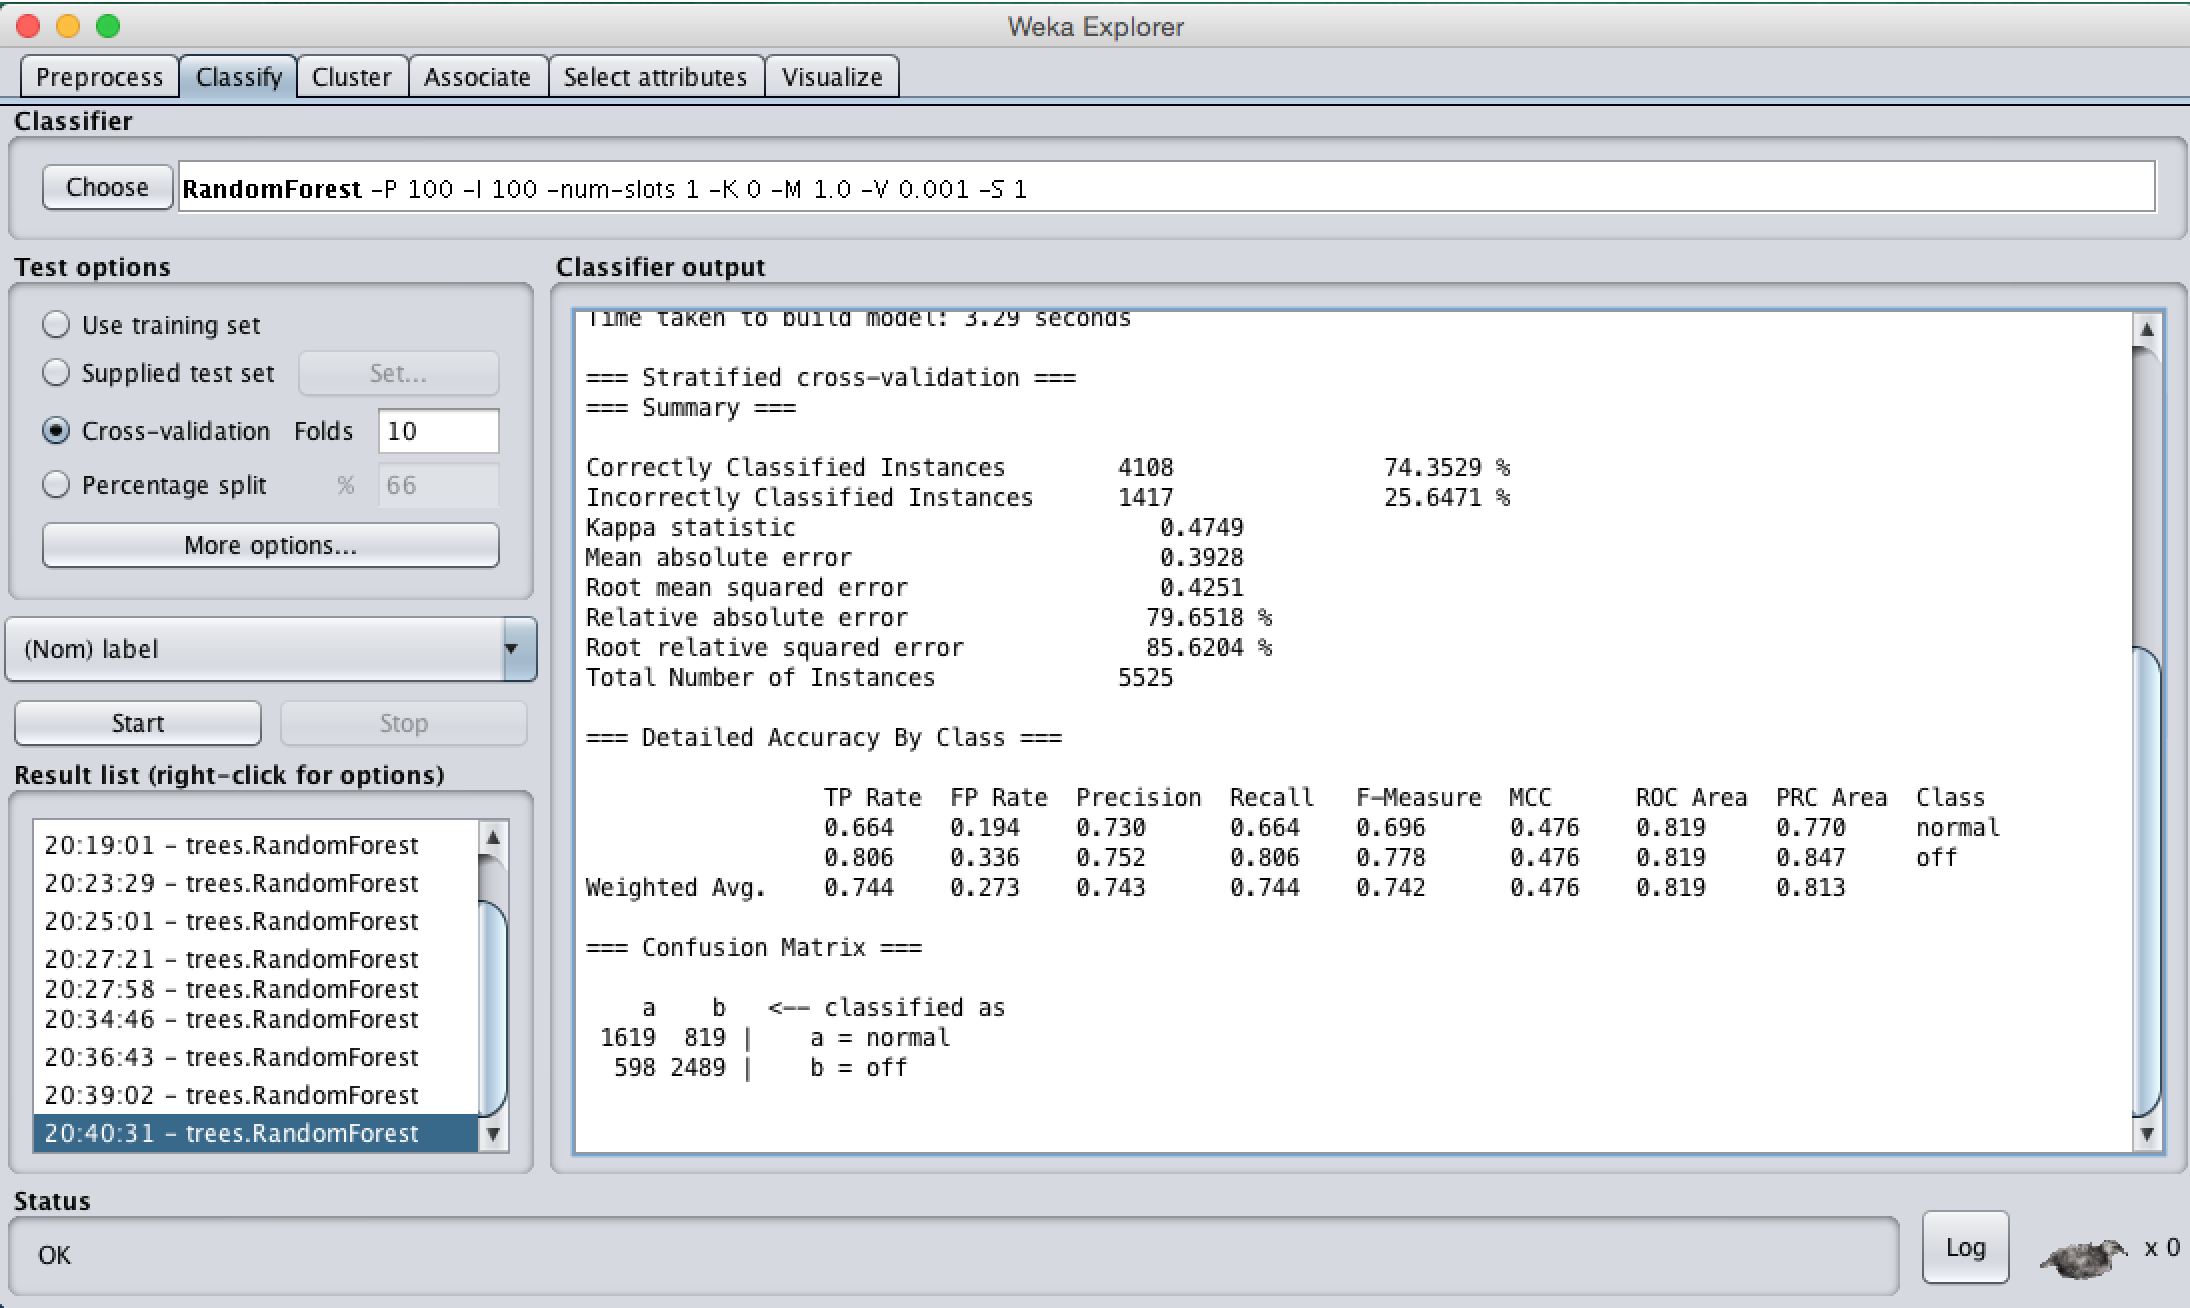 Weka Explorer
Preprocess Classify Cluster Associate Select attributes Visualize
Classifier
Choose RandomForest -P 100 -I 100 -num-slots 1 -K 0 -M 1.0 -V 0.001 -S 1
Test options
Use training set
Supplied test set Set...
Cross-validation Folds 10
Percentage split % 66
More options...
(Nom) label
Start Stop
Result list (right-click for options)
20:19:01 - trees.RandomForest
20:23:29 - trees.RandomForest
20:25:01 - trees.RandomForest
20:27:21 - trees.RandomForest
20:27:58 - trees.RandomForest
20:34:46 - trees.RandomForest
20:36:43 - trees.RandomForest
20:39:02 - trees.RandomForest
20:40:31 - trees.RandomForest
Classifier output
Time taken to build model: 3.29 seconds
=== Stratified cross-validation ===
=== Summary ===
Correctly Classified Instances 4108 74.3529 %
Incorrectly Classified Instances 1417 25.6471 %
Kappa statistic 0.4749
Mean absolute error 0.3928
Root mean squared error 0.4251
Relative absolute error 79.6518 %
Root relative squared error 85.6204 %
Total Number of Instances 5525
=== Detailed Accuracy By Class ===
TP Rate FP Rate Precision Recall F-Measure MCC ROC Area PRC Area Class
0.664 0.194 0.730 0.664 0.696 0.476 0.819 0.770 normal
0.806 0.336 0.752 0.806 0.778 0.476 0.819 0.847 off
Weighted Avg. 0.744 0.273 0.743 0.744 0.742 0.476 0.819 0.813
=== Confusion Matrix ===
a b <-- classified as
1619 819 | a = normal
598 2489 | b = off
Status
OK
Log
x 0